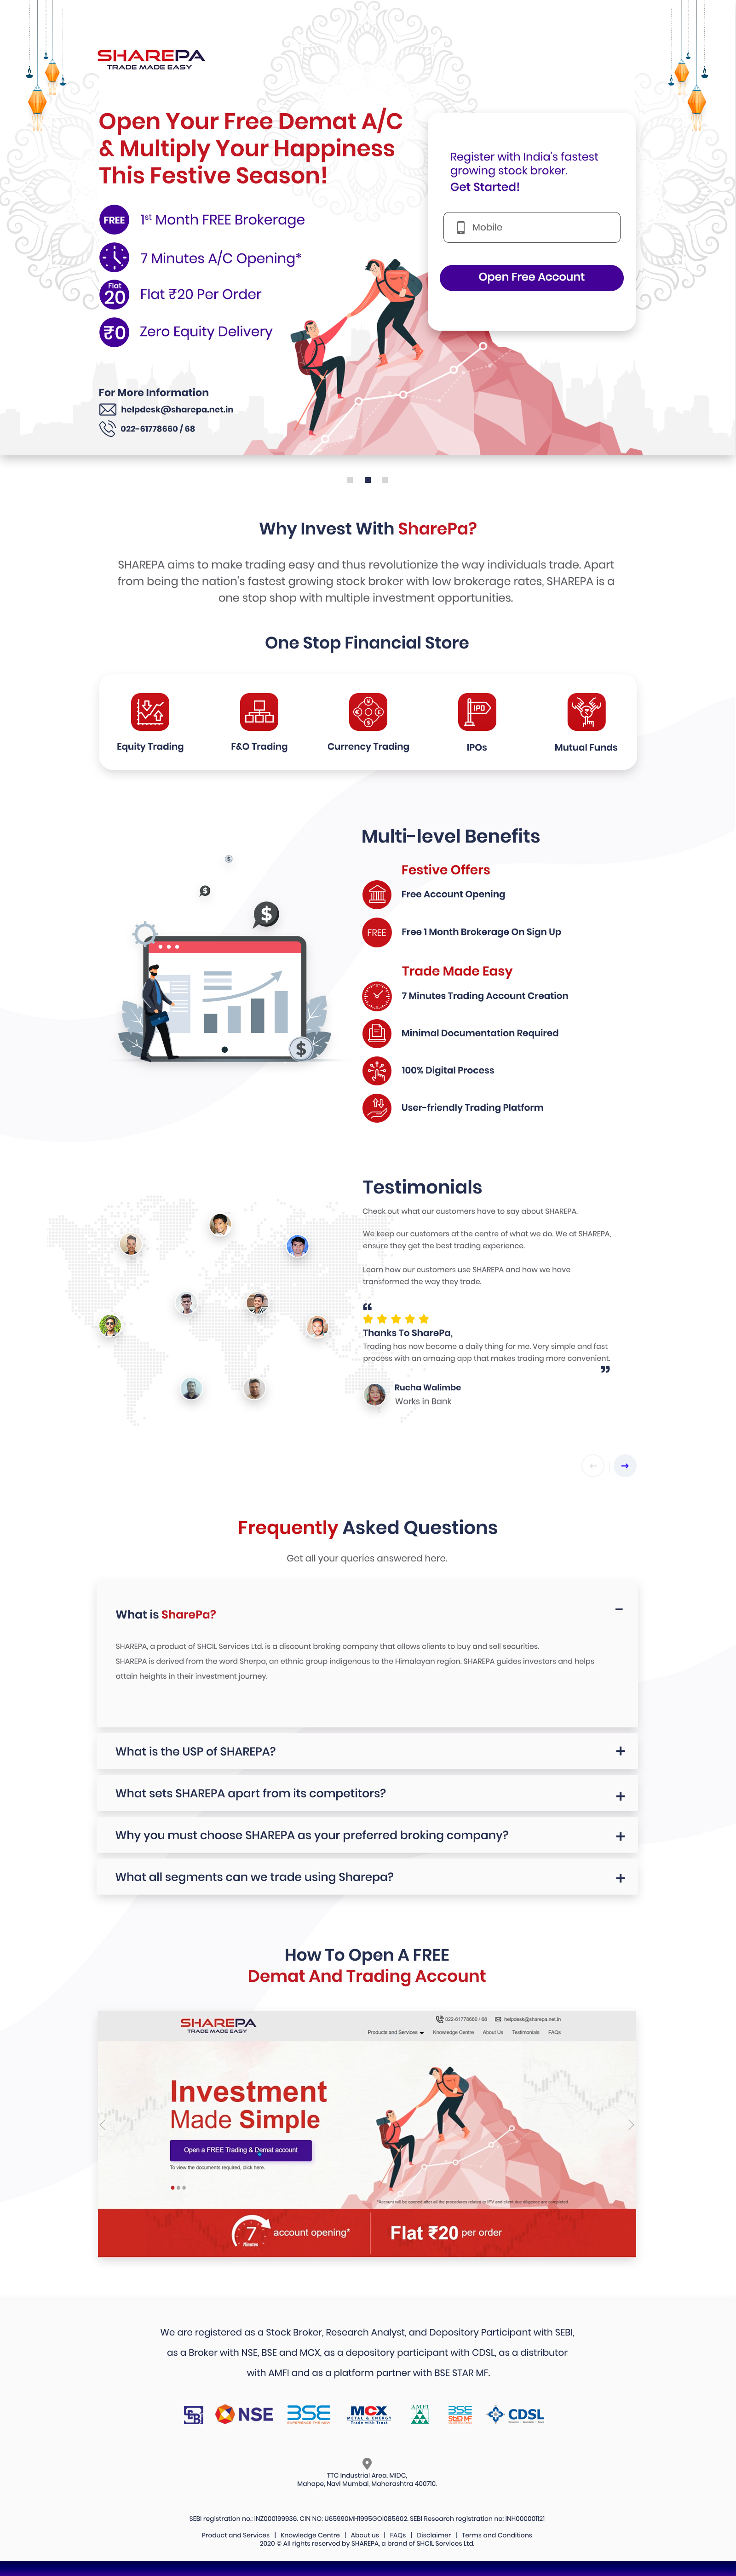 SHAREPA
TRADE MADE EASY
Open Your Free Demat A/C
& Multiply Your Happiness
This Festive Season!
FREE
1st Month FREE Brokerage
7 Minutes A/C Opening*
Flat
20
Flat ₹20 Per Order
₹0
Zero Equity Delivery
For More Information
helpdesk@sharepa.net.in
022-61778660 / 68
Register with India's fastest
growing stock broker.
Get Started!
Mobile
Open Free Account
Why Invest With SharePa?
SHAREPA aims to make trading easy and thus revolutionize the way individuals trade. Apart
from being the nation's fastest growing stock broker with low brokerage rates, SHAREPA is a
one stop shop with multiple investment opportunities.
One Stop Financial Store
IPO
Equity Trading
F&O Trading
Currency Trading
IPOs
Mutual Funds
Multi-level Benefits
Festive Offers
Free Account Opening
FREE
Free 1 Month Brokerage On Sign Up
Trade Made Easy
7 Minutes Trading Account Creation
Minimal Documentation Required
100% Digital Process
User-friendly Trading Platform
Testimonials
Check out what our customers have to say about SHAREPA.
We keep our customers at the centre of what we do. We at SHAREPA,
ensure they get the best trading experience.
Learn how our customers use SHAREPA and how we have
transformed the way they trade.
“
Thanks To SharePa,
Trading has now become a daily thing for me. Very simple and fast
process with an amazing app that makes trading more convenient.
”
Rucha Walimbe
Works in Bank
Frequently Asked Questions
Get all your queries answered here.
What is SharePa?
SHAREPA, a product of SHCIL Services Ltd. is a discount broking company that allows clients to buy and sell securities.
SHAREPA is derived from the word Sherpa, an ethnic group indigenous to the Himalayan region. SHAREPA guides investors and helps
attain heights in their investment journey.
What is the USP of SHAREPA?
What sets SHAREPA apart from its competitors?
Why you must choose SHAREPA as your preferred broking company?
What all segments can we trade using Sharepa?
How To Open A FREE
Demat And Trading Account
SHAREPA
TRADE MADE EASY
022-61778660 / 68
helpdesk@sharepa.net.in
Products and Services
Knowledge Centre
About Us
Testimonials
FAQs
Investment
Made Simple
Open a FREE Trading & Demat account
To view the documents required, click here.
*Account will be opened after all the procedures related to IPV and client due diligence are completed
7
Minutes
account opening*
Flat ₹20 per order
We are registered as a Stock Broker, Research Analyst, and Depository Participant with SEBI,
as a Broker with NSE, BSE and MCX, as a depository participant with CDSL, as a distributor
with AMFI and as a platform partner with BSE STAR MF.
NSE
BSE
MCX
METAL & ENERGY
Trade with Trust
AMFI
BSE
StAR MF
CDSL
TTC Industrial Area, MIDC,
Mahape, Navi Mumbai, Maharashtra 400710.
SEBI registration no.: INZ000199936. CIN NO: U65990MH1995GOI085602. SEBI Research registration no: INH000001121
Product and Services | Knowledge Centre | About us | FAQs | Disclaimer | Terms and Conditions
2020 © All rights reserved by SHAREPA, a brand of SHCIL Services Ltd.